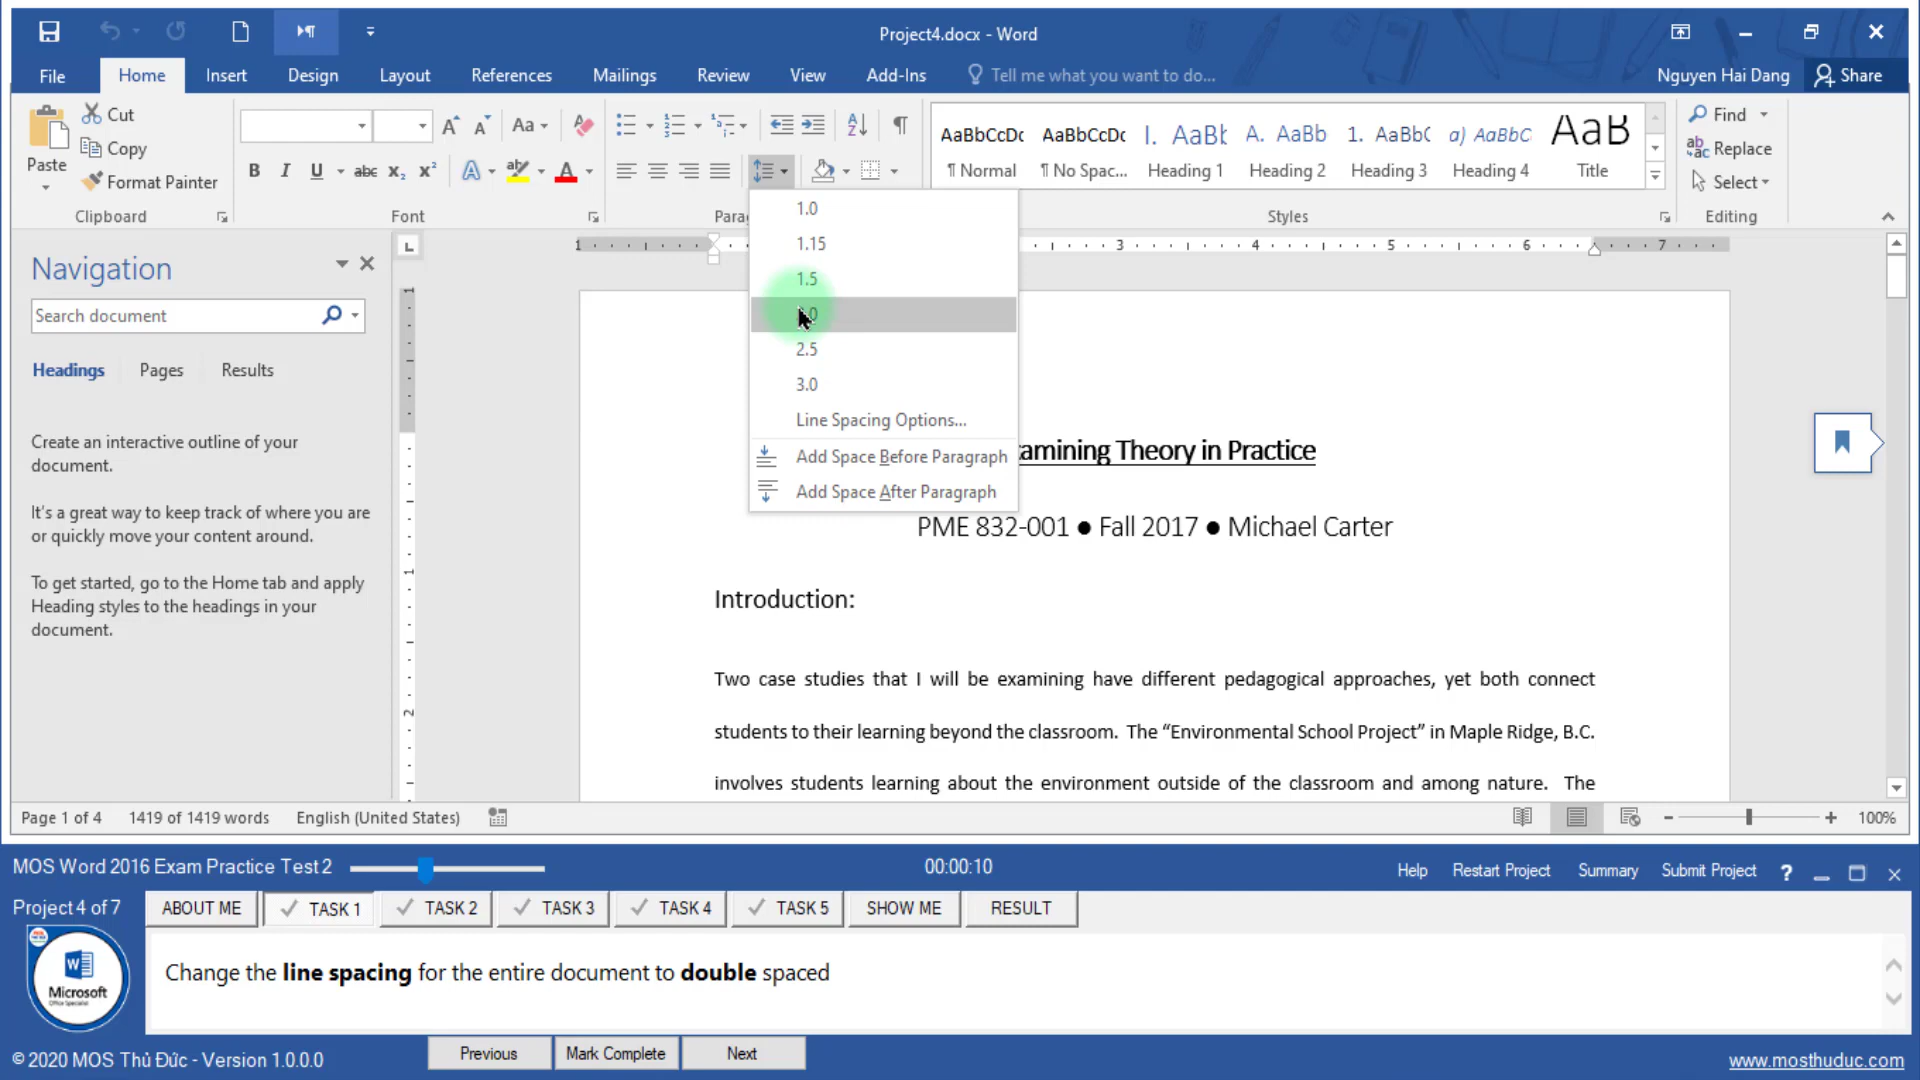 Project4.docx - Word
File
Home
Insert
Design
Layout
References
Mailings
Review
View
Add-Ins
Tell me what you want to do...
Nguyen Hai Dang
Share
Paste
Cut
Copy
Format Painter
Clipboard
Font
AaBbCcDc
¶ Normal
AaBbCcDc
¶ No Spac...
I. AaBb
Heading 1
A. AaBb
Heading 2
1. AaBbC
Heading 3
a) AaBbC
Heading 4
AaB
Title
Styles
Find
Replace
Select
Editing
1.0
1.15
1.5
2.5
3.0
Line Spacing Options...
Add Space Before Paragraph
Add Space After Paragraph
Navigation
Search document
Headings
Pages
Results
Create an interactive outline of your
document.
It's a great way to keep track of where you are
or quickly move your content around.
To get started, go to the Home tab and apply
Heading styles to the headings in your
document.
1
3
4
5
6
7
amining Theory in Practice
PME 832-001 ● Fall 2017 ● Michael Carter
Introduction:
Two case studies that I will be examining have different pedagogical approaches, yet both connect
students to their learning beyond the classroom. The “Environmental School Project” in Maple Ridge, B.C.
involves students learning about the environment outside of the classroom and among nature. The
Page 1 of 4
1419 of 1419 words
English (United States)
100%
MOS Word 2016 Exam Practice Test 2
00:00:10
Help
Restart Project
Summary
Submit Project
Project 4 of 7
ABOUT ME
TASK 1
TASK 2
TASK 3
TASK 4
TASK 5
SHOW ME
RESULT
Microsoft
Change the line spacing for the entire document to double spaced
Previous
Mark Complete
Next
© 2020 MOS Thủ Đức - Version 1.0.0.0
www.mosthuduc.com